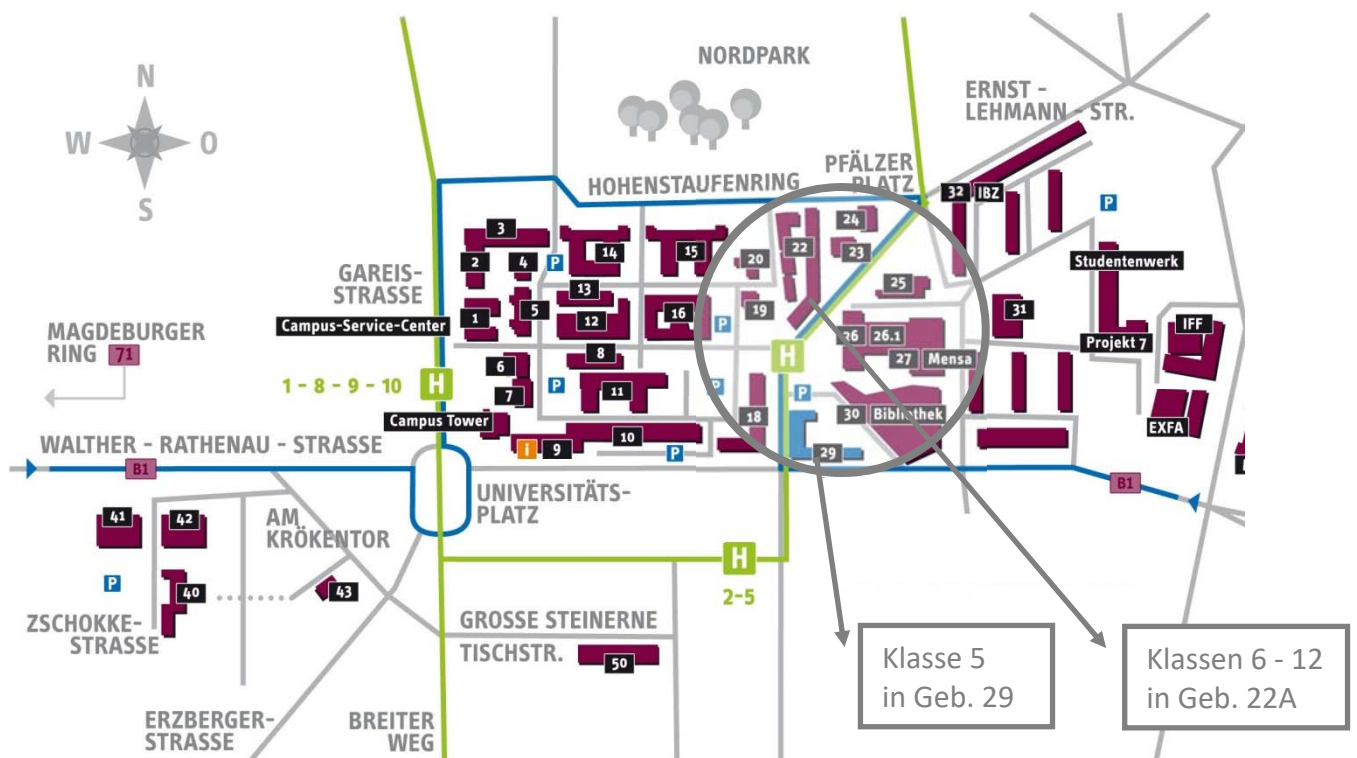 N
W
O
S
NORDPARK
ERNST -
LEHMANN - STR.
PFÄLZER
PLATZ
HOHENSTAUFENRING
32 IBZ
P
24
3
14
15
20
22
23
2
4
P
GAREIS-
STRASSE
13
25
Studentenwerk
5
19
16
Campus-Service-Center
1
12
P
31
MAGDEBURGER
RING 71
26
26.1
IFF
8
H
27
Mensa
Projekt 7
6
1 - 8 - 9 - 10
H
P
11
P
7
P
Campus Tower
18
30
Bibliothek
EXFA
10
WALTHER - RATHENAU - STRASSE
i
9
P
29
B1
B1
UNIVERSITÄTS-
PLATZ
41
42
AM
KRÖKENTOR
H
P
40
43
2-5
ZSCHOKKE-
STRASSE
GROSSE STEINERNE
TISCHSTR.
50
Klasse 5
in Geb. 29
Klassen 6 - 12
in Geb. 22A
ERZBERGER-
STRASSE
BREITER
WEG